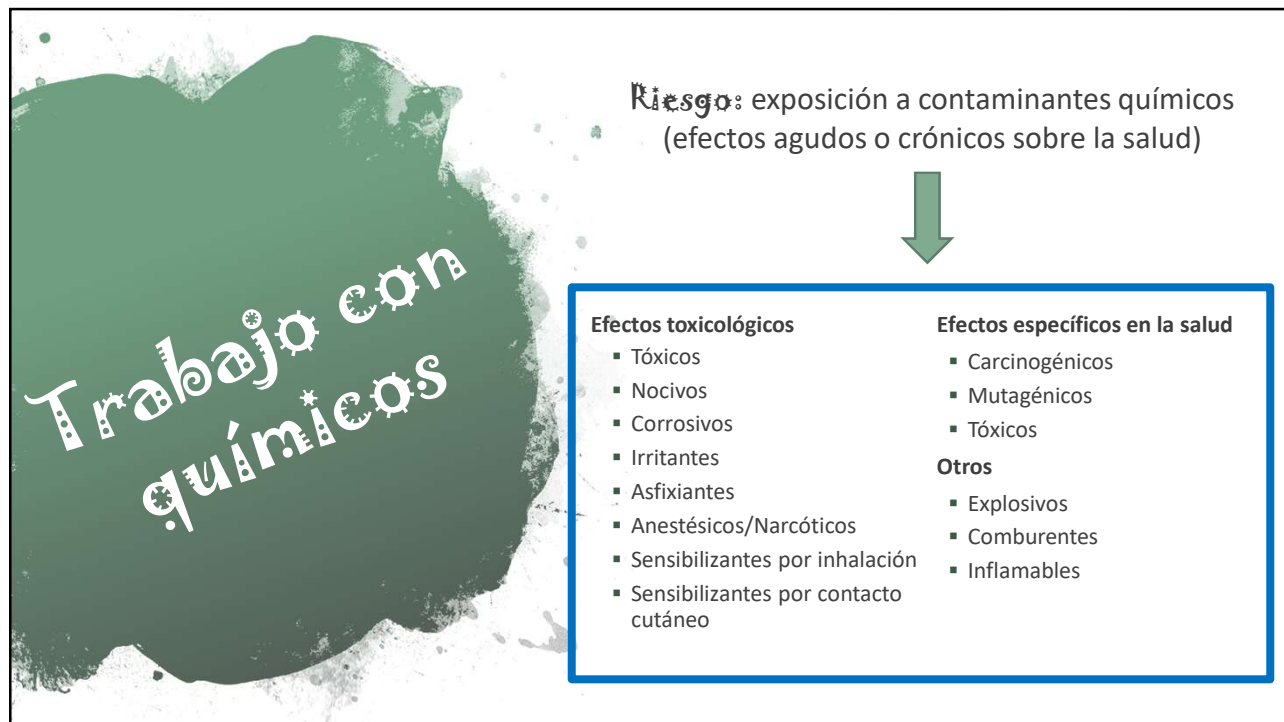 Trabajo con
químicos
Riesgo: exposición a contaminantes químicos
(efectos agudos o crónicos sobre la salud)
Efectos toxicológicos
▪ Tóxicos
▪ Nocivos
▪ Corrosivos
▪ Irritantes
▪ Asfixiantes
▪ Anestésicos/Narcóticos
▪ Sensibilizantes por inhalación
▪ Sensibilizantes por contacto
cutáneo
Efectos específicos en la salud
▪ Carcinogénicos
▪ Mutagénicos
▪ Tóxicos
Otros
▪ Explosivos
▪ Comburentes
▪ Inflamables